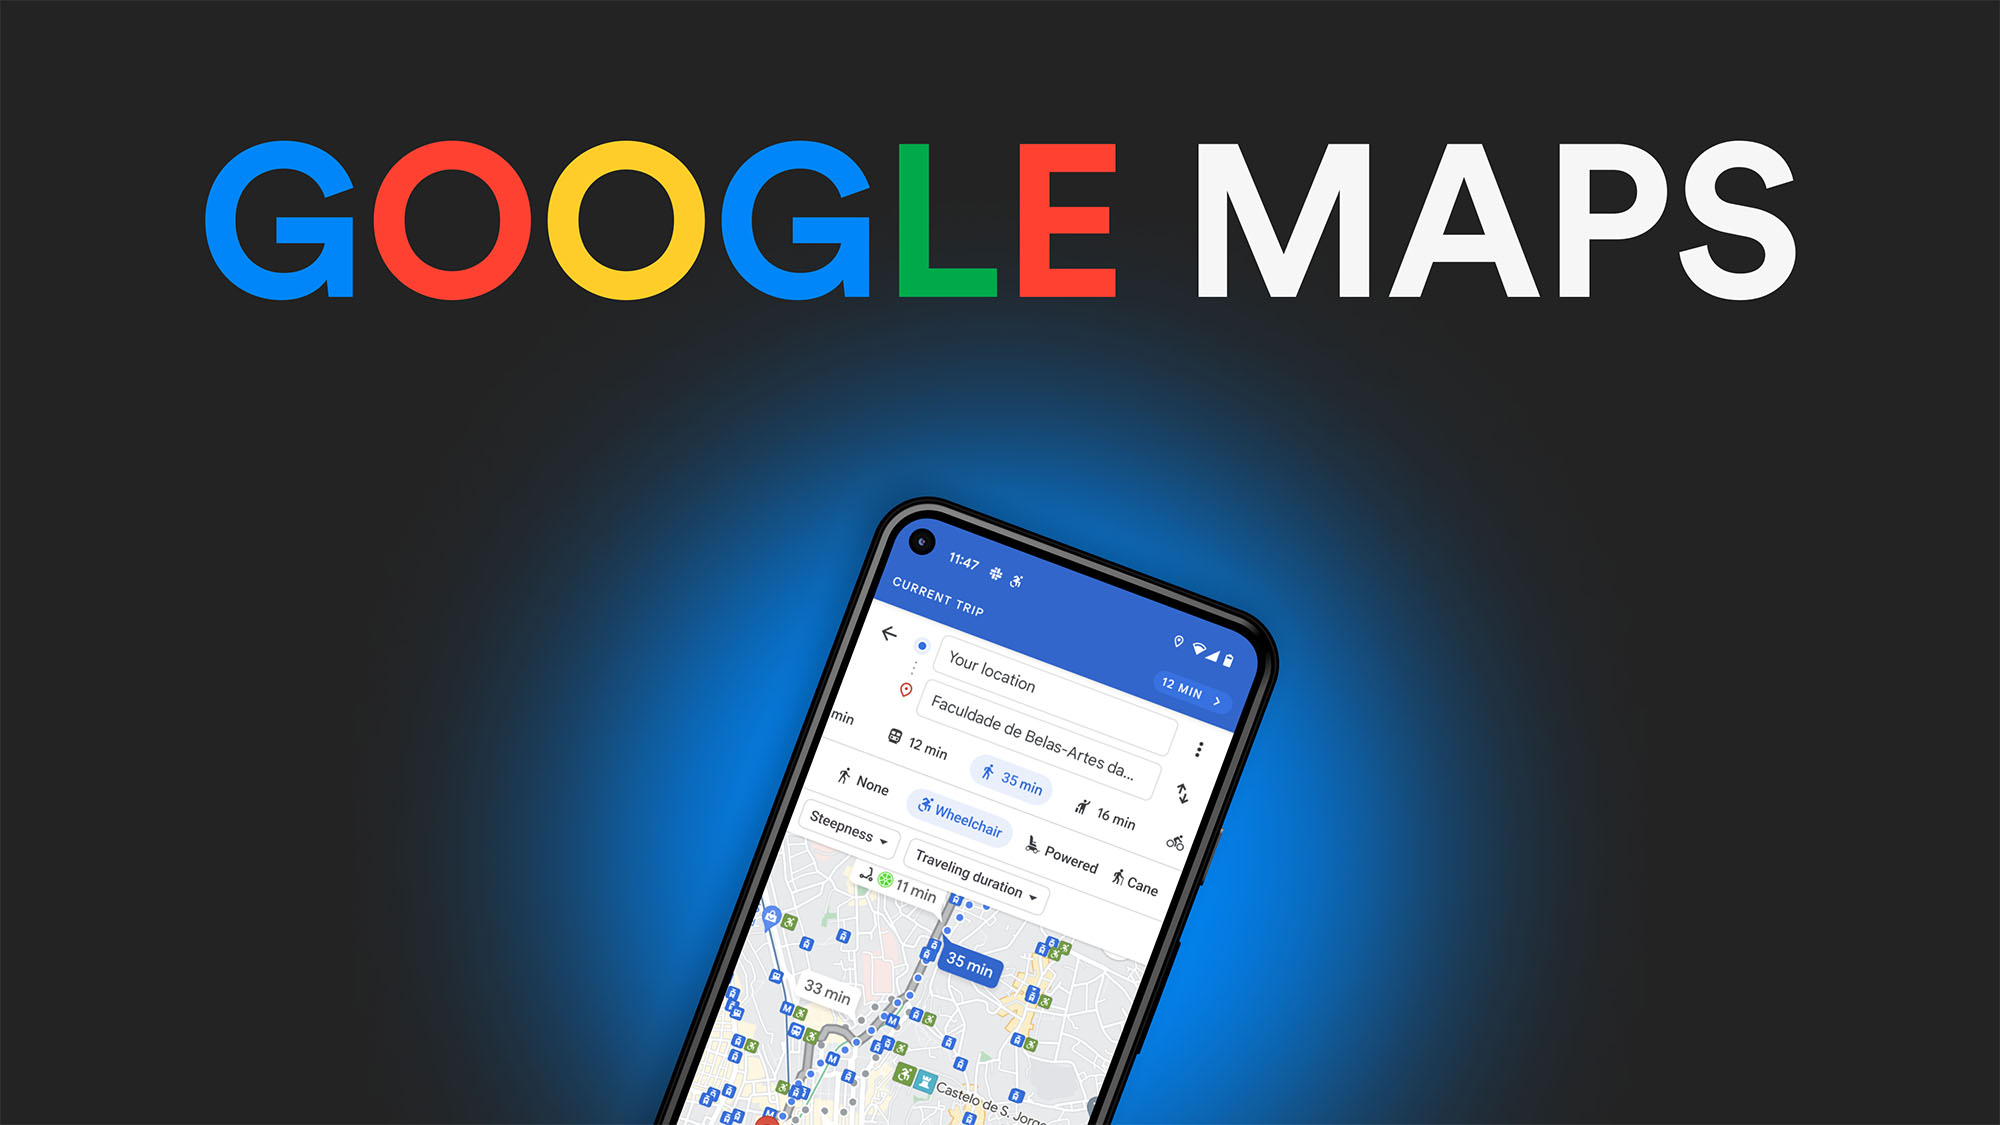 GOOGLE MAPS
11:47
CURRENT TRIP
12 MIN
Your location
Faculdade de Belas-Artes da...
min
12 min
35 min
16 min
None
Wheelchair
Powered
Cane
Steepness
Traveling duration
11 min
35 min
33 min
M
M
M
M
Castelo de S. Jorge